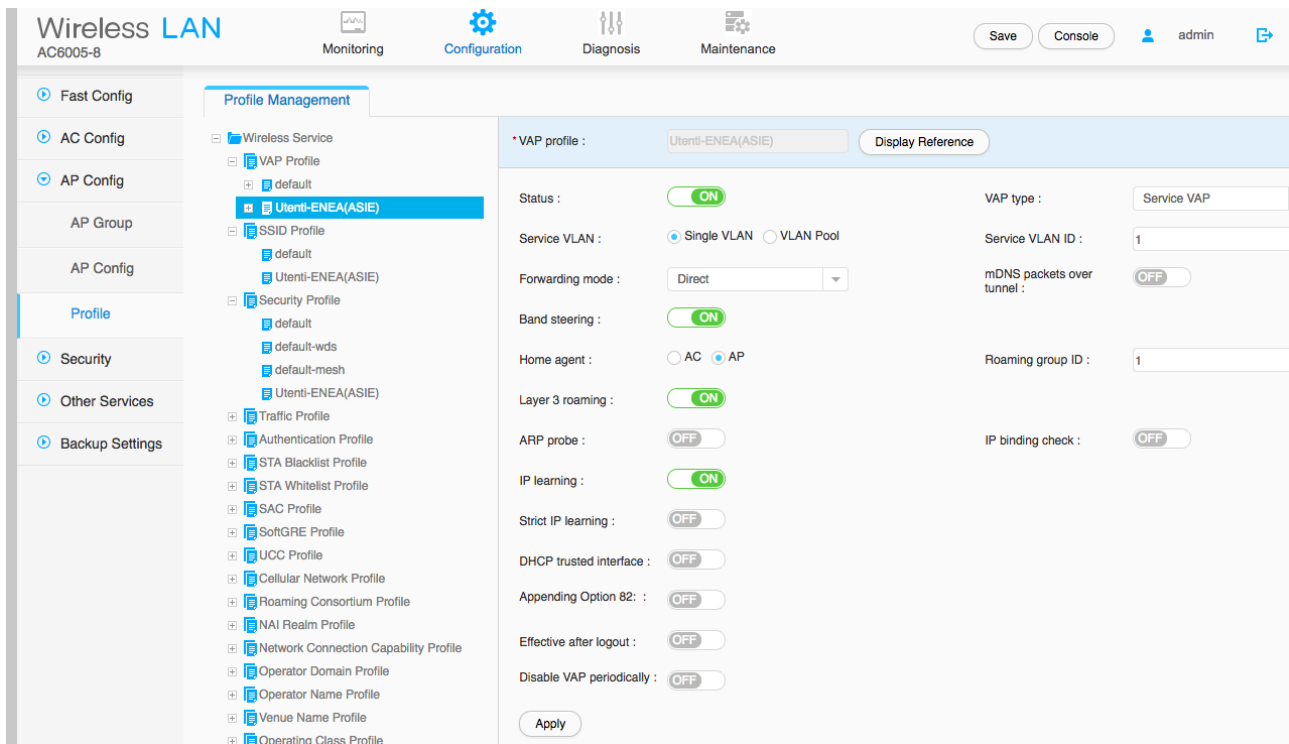 Wireless LAN
AC6005-8
Monitoring
Configuration
Diagnosis
Maintenance
Save
Console
admin
Fast Config
AC Config
AP Config
AP Group
AP Config
Profile
Security
Other Services
Backup Settings
Profile Management
Wireless Service
VAP Profile
default
Utenti-ENEA(ASIE)
SSID Profile
default
Utenti-ENEA(ASIE)
Security Profile
default
default-wds
default-mesh
Utenti-ENEA(ASIE)
Traffic Profile
Authentication Profile
STA Blacklist Profile
STA Whitelist Profile
SAC Profile
SoftGRE Profile
UCC Profile
Cellular Network Profile
Roaming Consortium Profile
NAI Realm Profile
Network Connection Capability Profile
Operator Domain Profile
Operator Name Profile
Venue Name Profile
Operating Class Profile
*VAP profile : Utenti-ENEA(ASIE) Display Reference
Status : ON VAP type : Service VAP
Service VLAN : Single VLAN VLAN Pool Service VLAN ID : 1
Forwarding mode : Direct mDNS packets over
tunnel : OFF
Band steering : ON
Home agent : AC AP Roaming group ID : 1
Layer 3 roaming : ON
ARP probe : OFF IP binding check : OFF
IP learning : ON
Strict IP learning : OFF
DHCP trusted interface : OFF
Appending Option 82: : OFF
Effective after logout : OFF
Disable VAP periodically : OFF
Apply